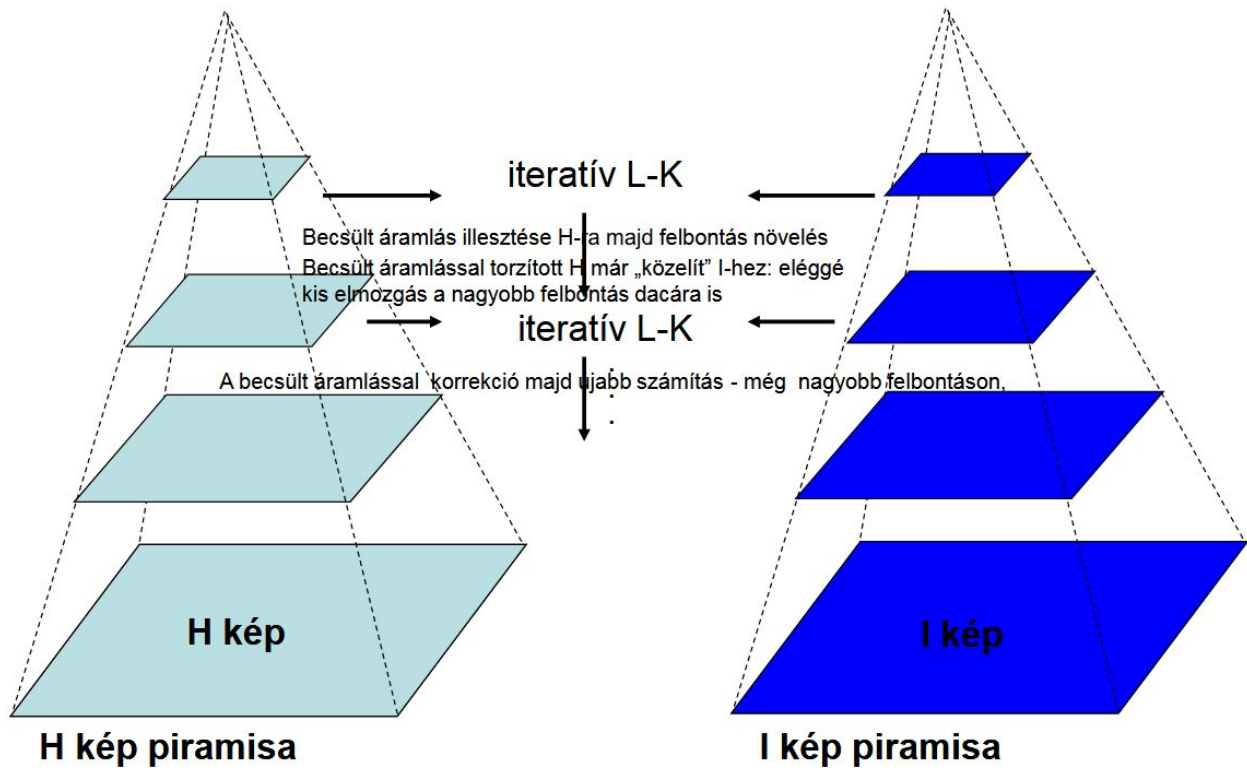 iteratív L-K
Becsült áramlás illesztése H-ra majd felbontás növelés
Becsült áramlással torzított H már „közelít” I-hez: eléggé
kis elmozgás a nagyobb felbontás dacára is
iteratív L-K
A becsült áramlással korrekció majd újabb számítás - még nagyobb felbontáson,
.
.
.
H kép
I kép
H kép piramisa
I kép piramisa